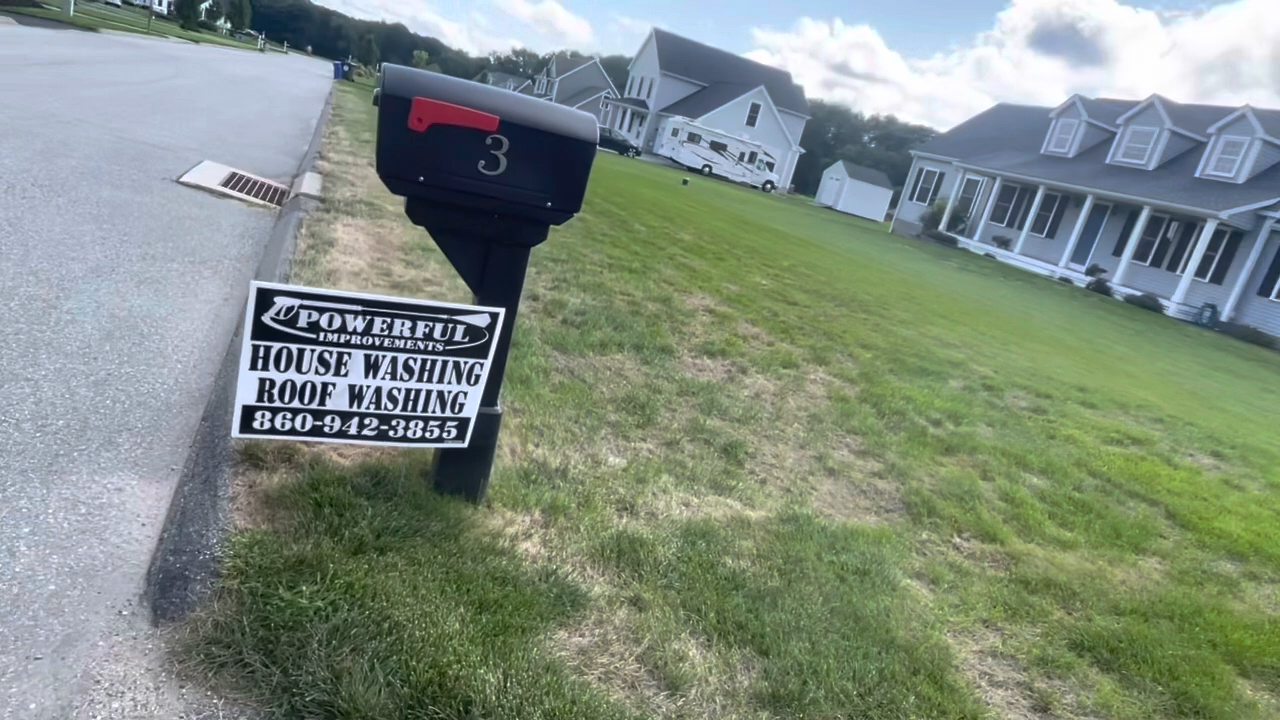 3
POWERFUL
IMPROVEMENTS
HOUSE WASHING
ROOF WASHING
860-942-3855